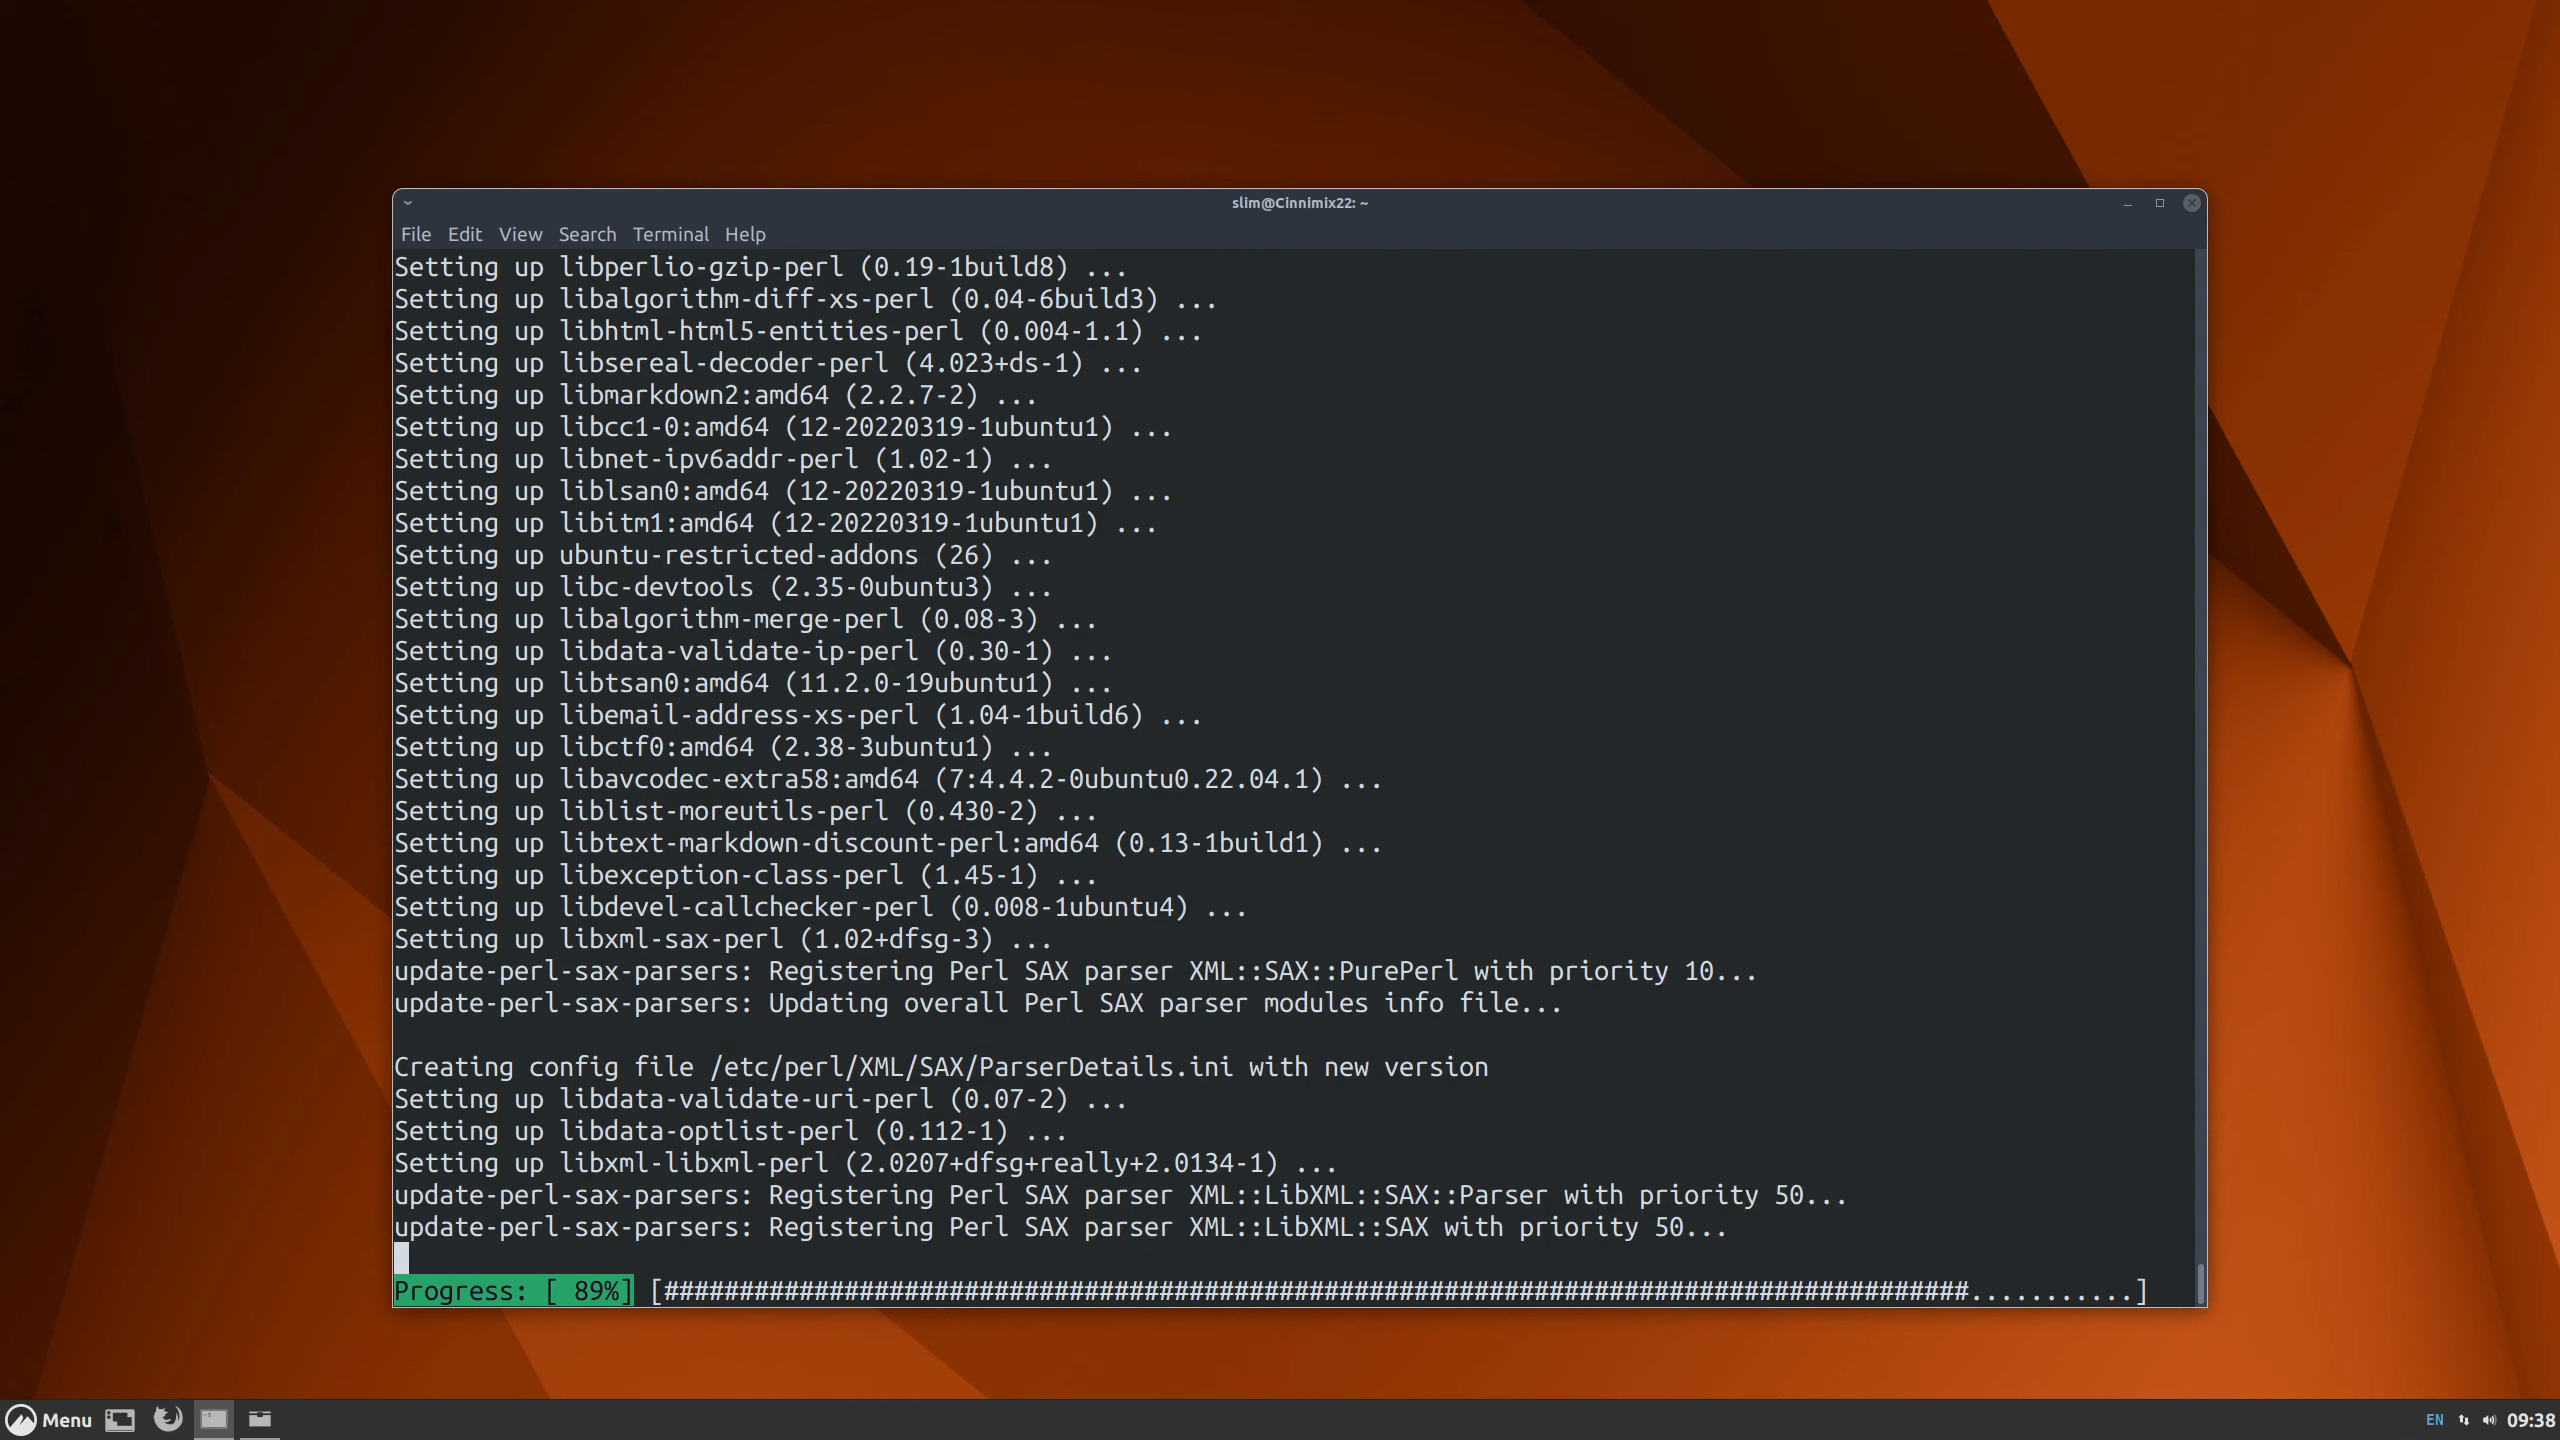 slim@Cinnimix22: ~
File Edit View Search Terminal Help
Setting up libperlio-gzip-perl (0.19-1build8) ...
Setting up libalgorithm-diff-xs-perl (0.04-6build3) ...
Setting up libhtml-html5-entities-perl (0.004-1.1) ...
Setting up libsereal-decoder-perl (4.023+ds-1) ...
Setting up libmarkdown2:amd64 (2.2.7-2) ...
Setting up libcc1-0:amd64 (12-20220319-1ubuntu1) ...
Setting up libnet-ipv6addr-perl (1.02-1) ...
Setting up liblsan0:amd64 (12-20220319-1ubuntu1) ...
Setting up libitm1:amd64 (12-20220319-1ubuntu1) ...
Setting up ubuntu-restricted-addons (26) ...
Setting up libc-devtools (2.35-0ubuntu3) ...
Setting up libalgorithm-merge-perl (0.08-3) ...
Setting up libdata-validate-ip-perl (0.30-1) ...
Setting up libtsan0:amd64 (11.2.0-19ubuntu1) ...
Setting up libemail-address-xs-perl (1.04-1build6) ...
Setting up libctf0:amd64 (2.38-3ubuntu1) ...
Setting up libavcodec-extra58:amd64 (7:4.4.2-0ubuntu0.22.04.1) ...
Setting up liblist-moreutils-perl (0.430-2) ...
Setting up libtext-markdown-discount-perl:amd64 (0.13-1build1) ...
Setting up libexception-class-perl (1.45-1) ...
Setting up libdevel-callchecker-perl (0.008-1ubuntu4) ...
Setting up libxml-sax-perl (1.02+dfsg-3) ...
update-perl-sax-parsers: Registering Perl SAX parser XML::SAX::PurePerl with priority 10...
update-perl-sax-parsers: Updating overall Perl SAX parser modules info file...
Creating config file /etc/perl/XML/SAX/ParserDetails.ini with new version
Setting up libdata-validate-uri-perl (0.07-2) ...
Setting up libdata-optlist-perl (0.112-1) ...
Setting up libxml-libxml-perl (2.0207+dfsg+really+2.0134-1) ...
update-perl-sax-parsers: Registering Perl SAX parser XML::LibXML::SAX::Parser with priority 50...
update-perl-sax-parsers: Registering Perl SAX parser XML::LibXML::SAX with priority 50...
Progress: [ 89%] [#######################################################################################...........]
Menu EN 09:38